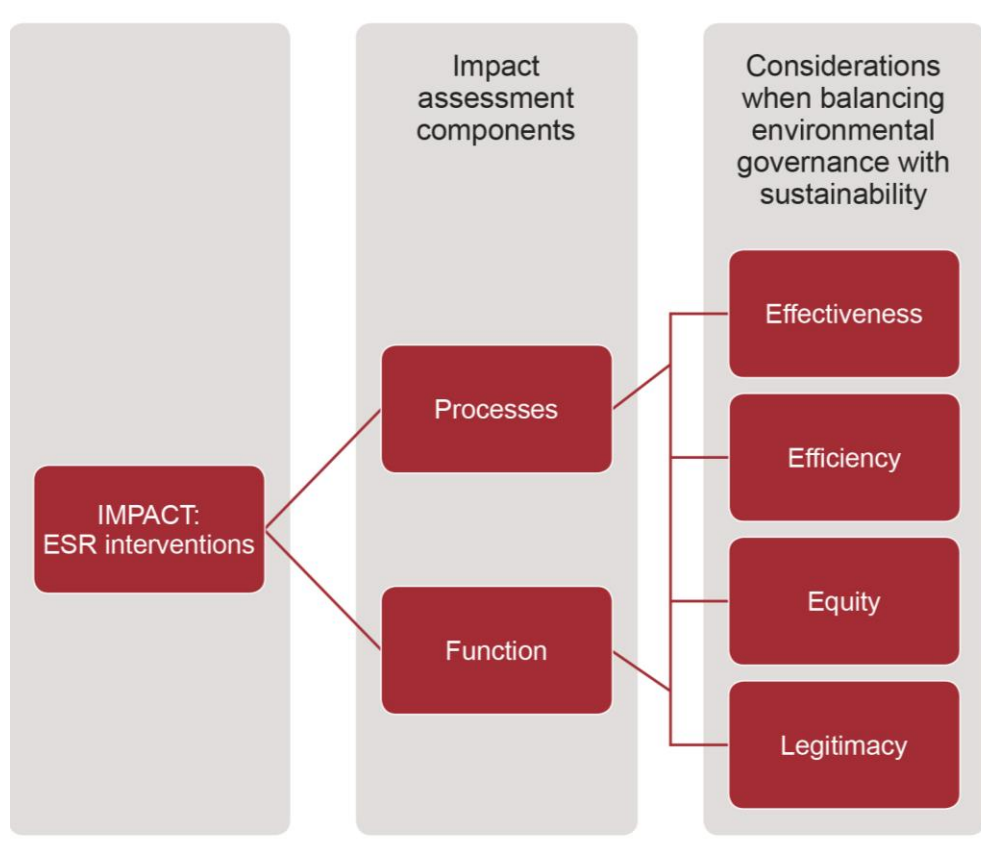 Impact
assessment
components
Considerations
when balancing
environmental
governance with
sustainability
IMPACT:
ESR interventions
Processes
Function
Effectiveness
Efficiency
Equity
Legitimacy